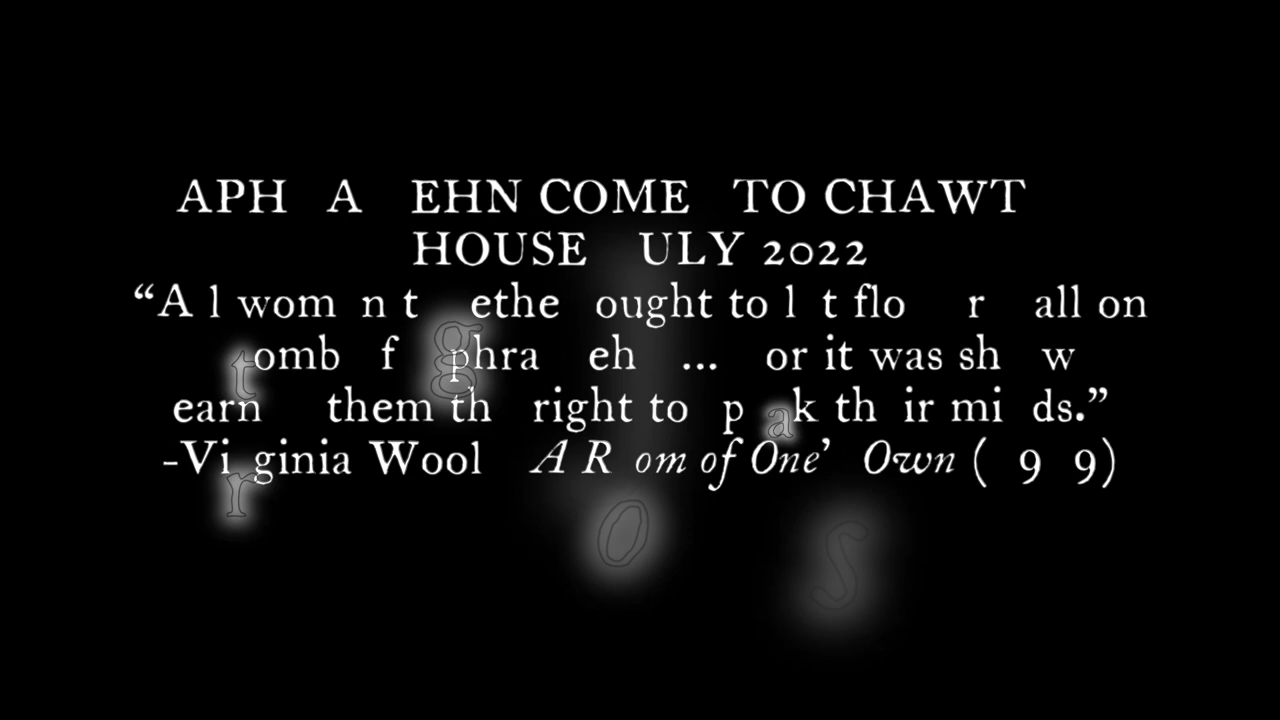 APH A EHN COME TO CHAWT
HOUSE ULY 2022
“A l wom n t ethe ought to l t flo r all on
tomb f g phra eh ... or it was sh w
earn them th right to p a k th ir mi ds.”
-Vi r ginia Wool A R om of One’ Own ( 9 9)
O S